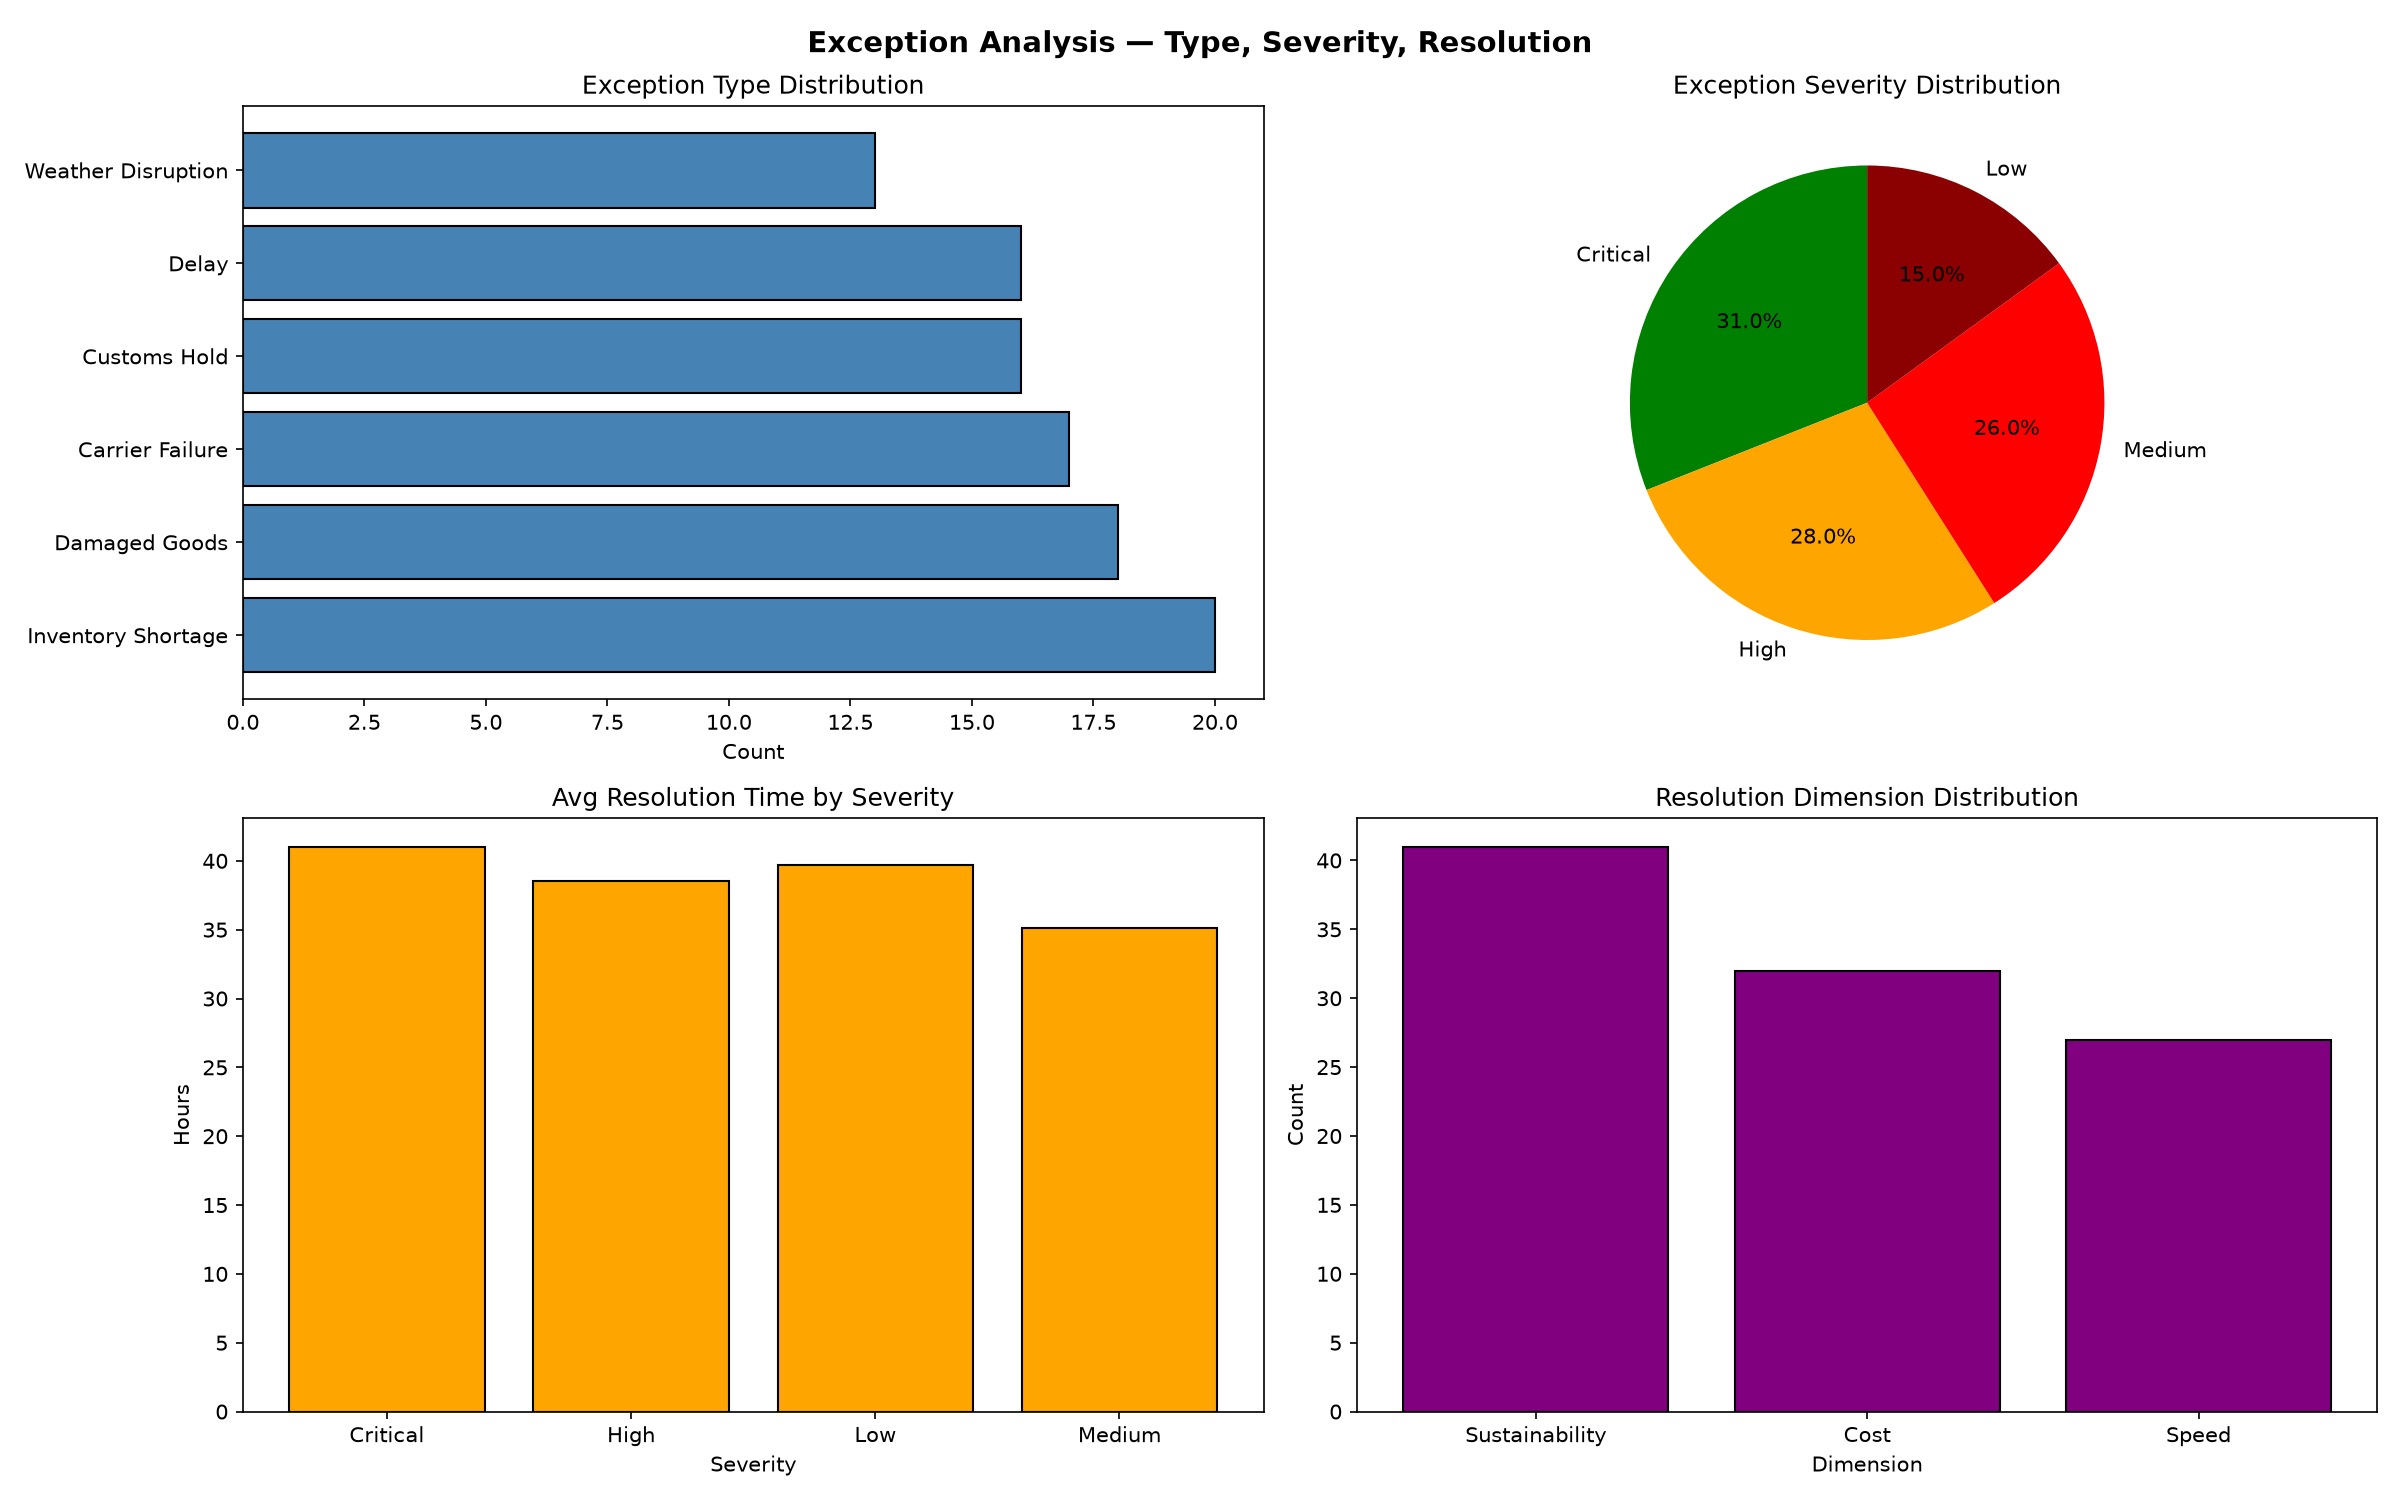 Exception Analysis — Type, Severity, Resolution
Exception Type Distribution
Weather Disruption
Delay
Customs Hold
Carrier Failure
Damaged Goods
Inventory Shortage
0.0 2.5 5.0 7.5 10.0 12.5 15.0 17.5 20.0
Count
Exception Severity Distribution
Low
15.0%
Critical
31.0%
26.0%
Medium
28.0%
High
Avg Resolution Time by Severity
40
35
30
25
20
15
10
5
0
Hours
Critical High Low Medium
Severity
Resolution Dimension Distribution
40
35
30
25
20
15
10
5
0
Count
Sustainability Cost Speed
Dimension